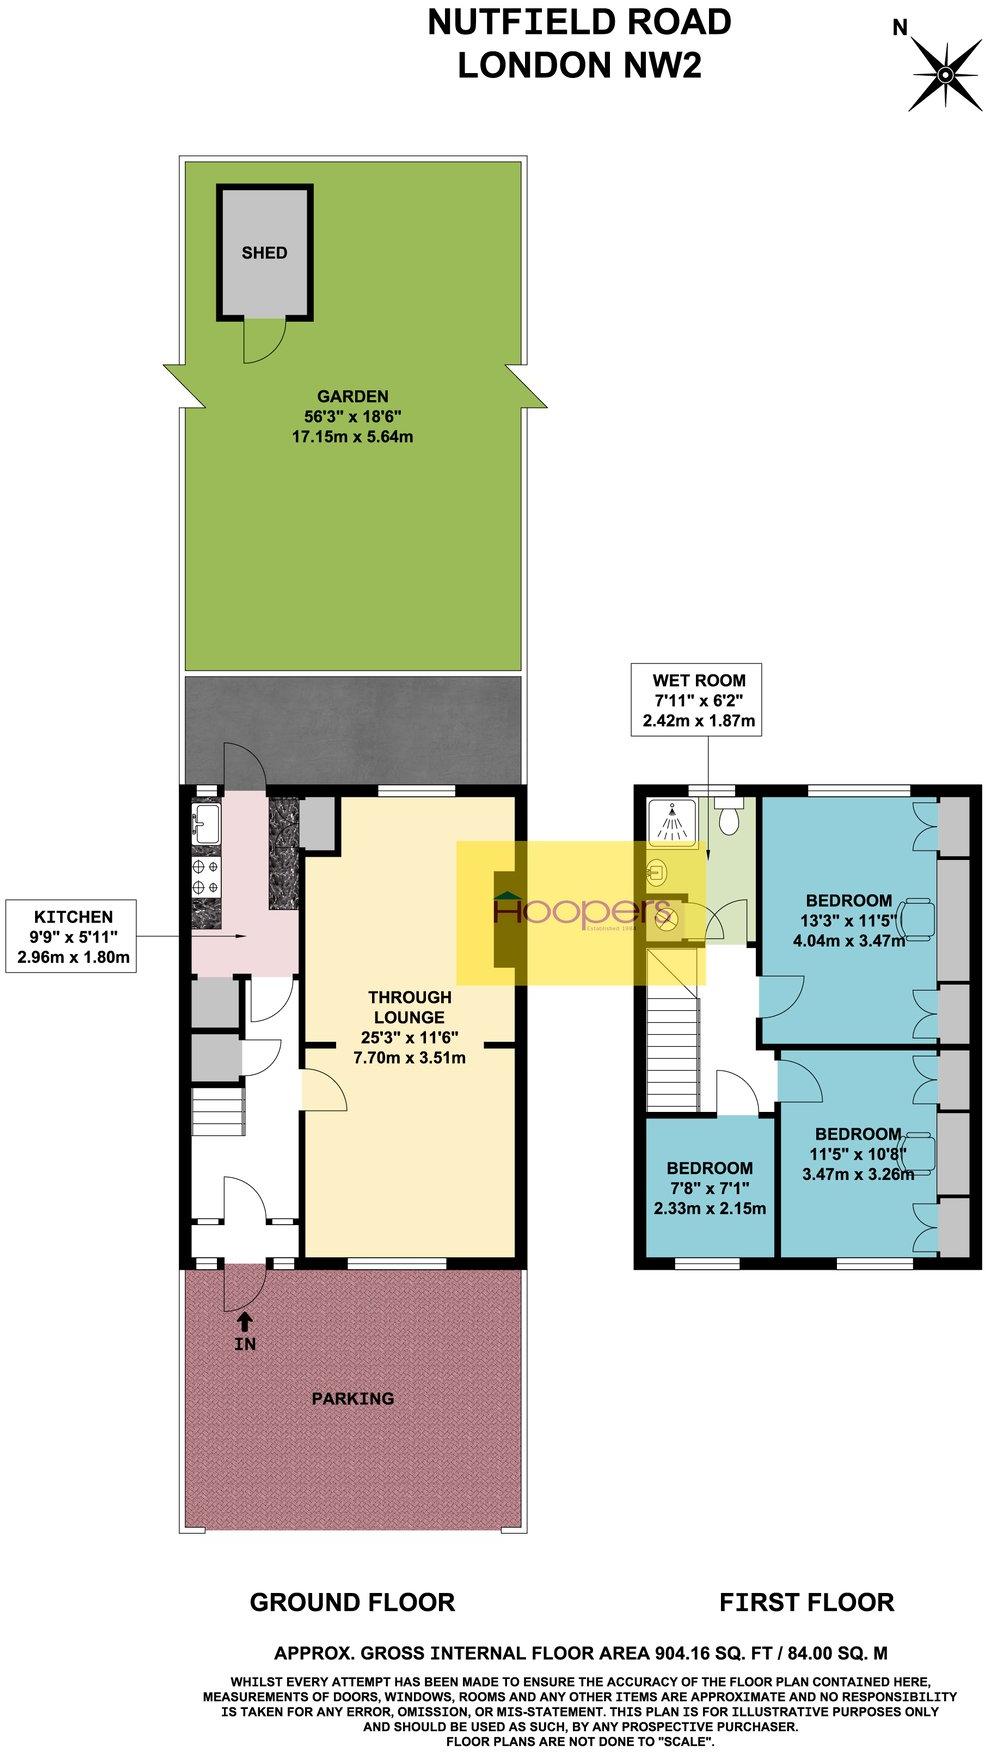 NUTFIELD ROAD
LONDON NW2
N
SHED
GARDEN
56'3" x 18'6"
17.15m x 5.64m
WET ROOM
7'11" x 6'2"
2.42m x 1.87m
KITCHEN
9'9" x 5'11"
2.96m x 1.80m
Hoopers
Established 1984
THROUGH
LOUNGE
25'3" x 11'6"
7.70m x 3.51m
BEDROOM
13'3" x 11'5"
4.04m x 3.47m
BEDROOM
11'5" x 10'8"
3.47m x 3.26m
BEDROOM
7'8" x 7'1"
2.33m x 2.15m
IN
PARKING
GROUND FLOOR
FIRST FLOOR
APPROX. GROSS INTERNAL FLOOR AREA 904.16 SQ. FT / 84.00 SQ. M
WHILST EVERY ATTEMPT HAS BEEN MADE TO ENSURE THE ACCURACY OF THE FLOOR PLAN CONTAINED HERE,
MEASUREMENTS OF DOORS, WINDOWS, ROOMS AND ANY OTHER ITEMS ARE APPROXIMATE AND NO RESPONSIBILITY
IS TAKEN FOR ANY ERROR, OMISSION, OR MIS-STATEMENT. THIS PLAN IS FOR ILLUSTRATIVE PURPOSES ONLY
AND SHOULD BE USED AS SUCH, BY ANY PROSPECTIVE PURCHASER.
FLOOR PLANS ARE NOT DONE TO "SCALE".